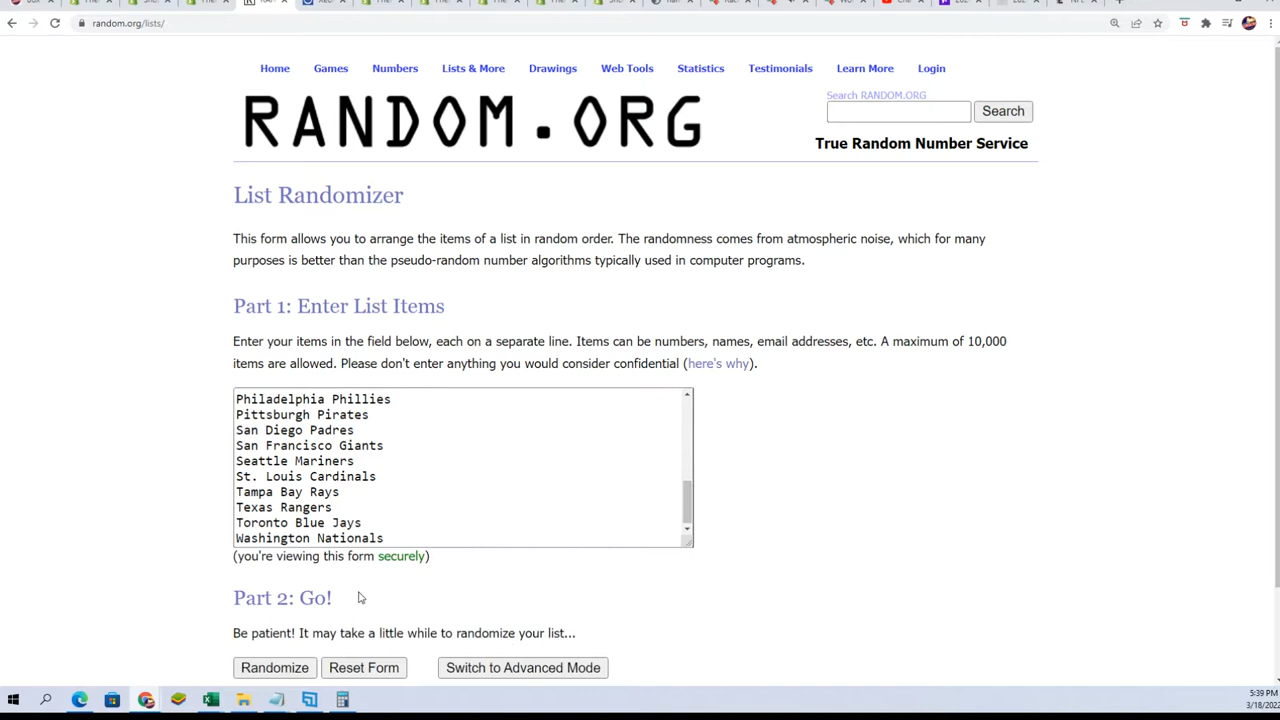 random.org/lists/
Home Games Numbers Lists & More Drawings Web Tools Statistics Testimonials Learn More Login
RANDOM.ORG
Search RANDOM.ORG
Search
True Random Number Service
List Randomizer
This form allows you to arrange the items of a list in random order. The randomness comes from atmospheric noise, which for many
purposes is better than the pseudo-random number algorithms typically used in computer programs.
Part 1: Enter List Items
Enter your items in the field below, each on a separate line. Items can be numbers, names, email addresses, etc. A maximum of 10,000
items are allowed. Please don't enter anything you would consider confidential (here's why).
Philadelphia Phillies
Pittsburgh Pirates
San Diego Padres
San Francisco Giants
Seattle Mariners
St. Louis Cardinals
Tampa Bay Rays
Texas Rangers
Toronto Blue Jays
Washington Nationals
(you're viewing this form securely)
Part 2: Go!
Be patient! It may take a little while to randomize your list...
Randomize Reset Form Switch to Advanced Mode
5:39 PM